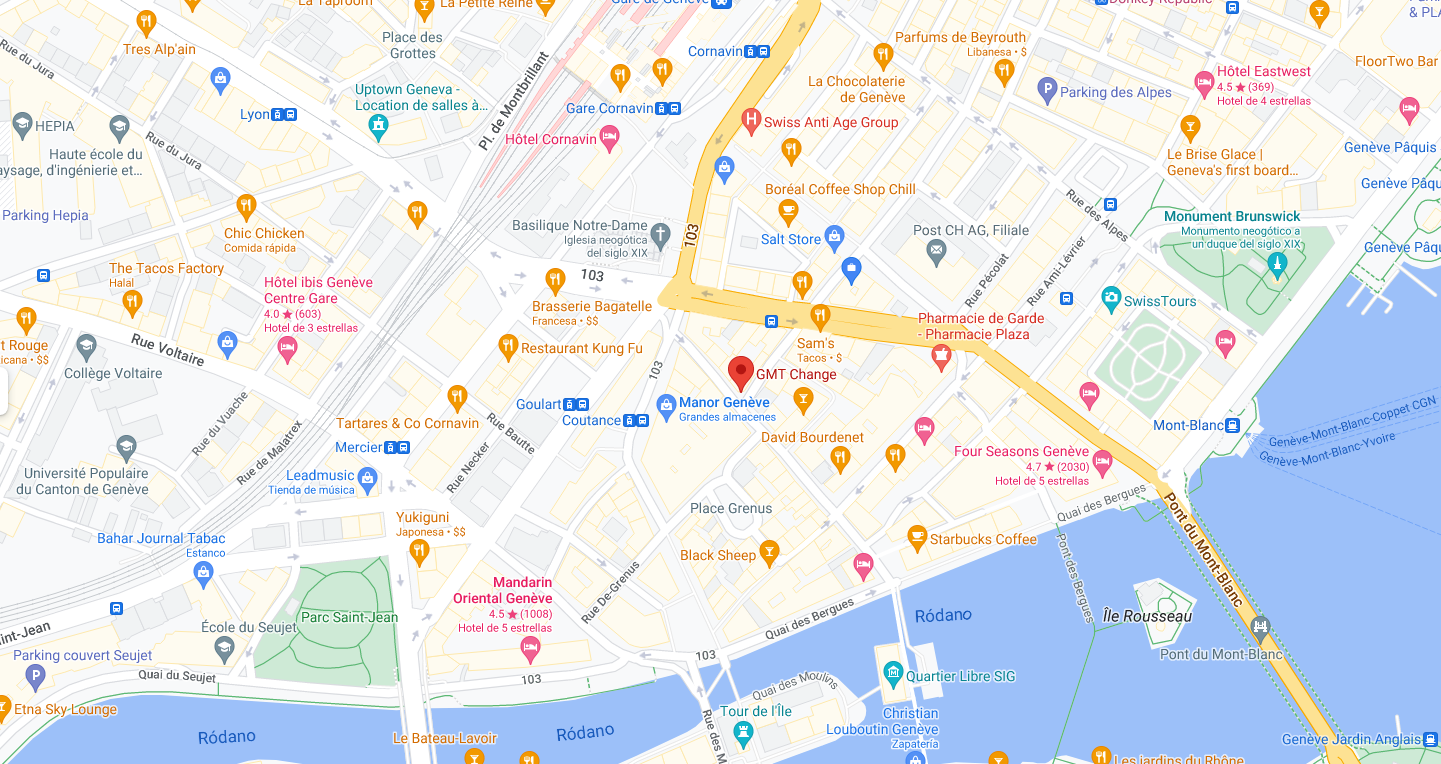 La Taproom
La Petite Reine
Gare de Genève
Donkey Republic
& PLA
Tres Alp'ain
Place des
Grottes
Cornavin
Parfums de Beyrouth
Libanesa • $
FloorTwo Bar
Rue du Jura
Pl. de Montbrillant
Hôtel Eastwest
4.5 ★ (369)
Hotel de 4 estrellas
La Chocolaterie
de Genève
Parking des Alpes
Uptown Geneva -
Location de salles à...
Lyon
Gare Cornavin
Swiss Anti Age Group
HEPIA
Hôtel Cornavin
Haute école du
aysage, d'ingénierie et...
Rue du Jura
Le Brise Glace |
Geneva's first board...
Genève Pâquis
Genève Pâqu
Boréal Coffee Shop Chill
Rue des Alpes
Parking Hepia
Chic Chicken
Comida rápida
Basilique Notre-Dame
Iglesia neogótica
del siglo XIX
103
Salt Store
Post CH AG, Filiale
Monument Brunswick
Monumento neogótico a
un duque del siglo XIX
Genève Pâqu
The Tacos Factory
Halal
103
Rue Pécolat
Rue Ami-Lévrier
Hôtel ibis Genève
Centre Gare
4.0 ★ (603)
Hotel de 3 estrellas
Brasserie Bagatelle
Francesa • $$
SwissTours
Pharmacie de Garde
- Pharmacie Plaza
t Rouge
icana • $$
Rue Voltaire
Restaurant Kung Fu
Sam's
Tacos • $
Collège Voltaire
103
GMT Change
Manor Genève
Grandes almacenes
Goulart
Coutance
Rue du Vuache
Rue de Malatrex
Tartares & Co Cornavin
Rue Bautte
Mont-Blanc
Genève-Mont-Blanc-Coppet CGN
Genève-Mont-Blanc-Yvoire
David Bourdenet
Mercier
Rue Necker
Four Seasons Genève
4.7 ★ (2030)
Hotel de 5 estrellas
Université Populaire
du Canton de Genève
Leadmusic
Tienda de música
Quai des Bergues
Place Grenus
Yukiguni
Japonesa • $$
Bahar Journal Tabac
Estanco
Black Sheep
Starbucks Coffee
Pont du Mont-Blanc
Pont des Bergues
Mandarin
Oriental Genève
4.5 ★ (1008)
Hotel de 5 estrellas
Rue De-Grenus
Parc Saint-Jean
Quai des Bergues
Ródano
Île Rousseau
aint-Jean
École du Seujet
Parking couvert Seujet
103
Pont du Mont-Blanc
Quai du Seujet
103
Quai des Moulins
Quartier Libre SIG
Etna Sky-Lounge
Tour de l'Île
Christian
Louboutin Genève
Zapatería
Ródano
Ródano
Rue des M
Le Bateau-Lavoir
Genève Jardin Anglais
Les jardins du Rhône